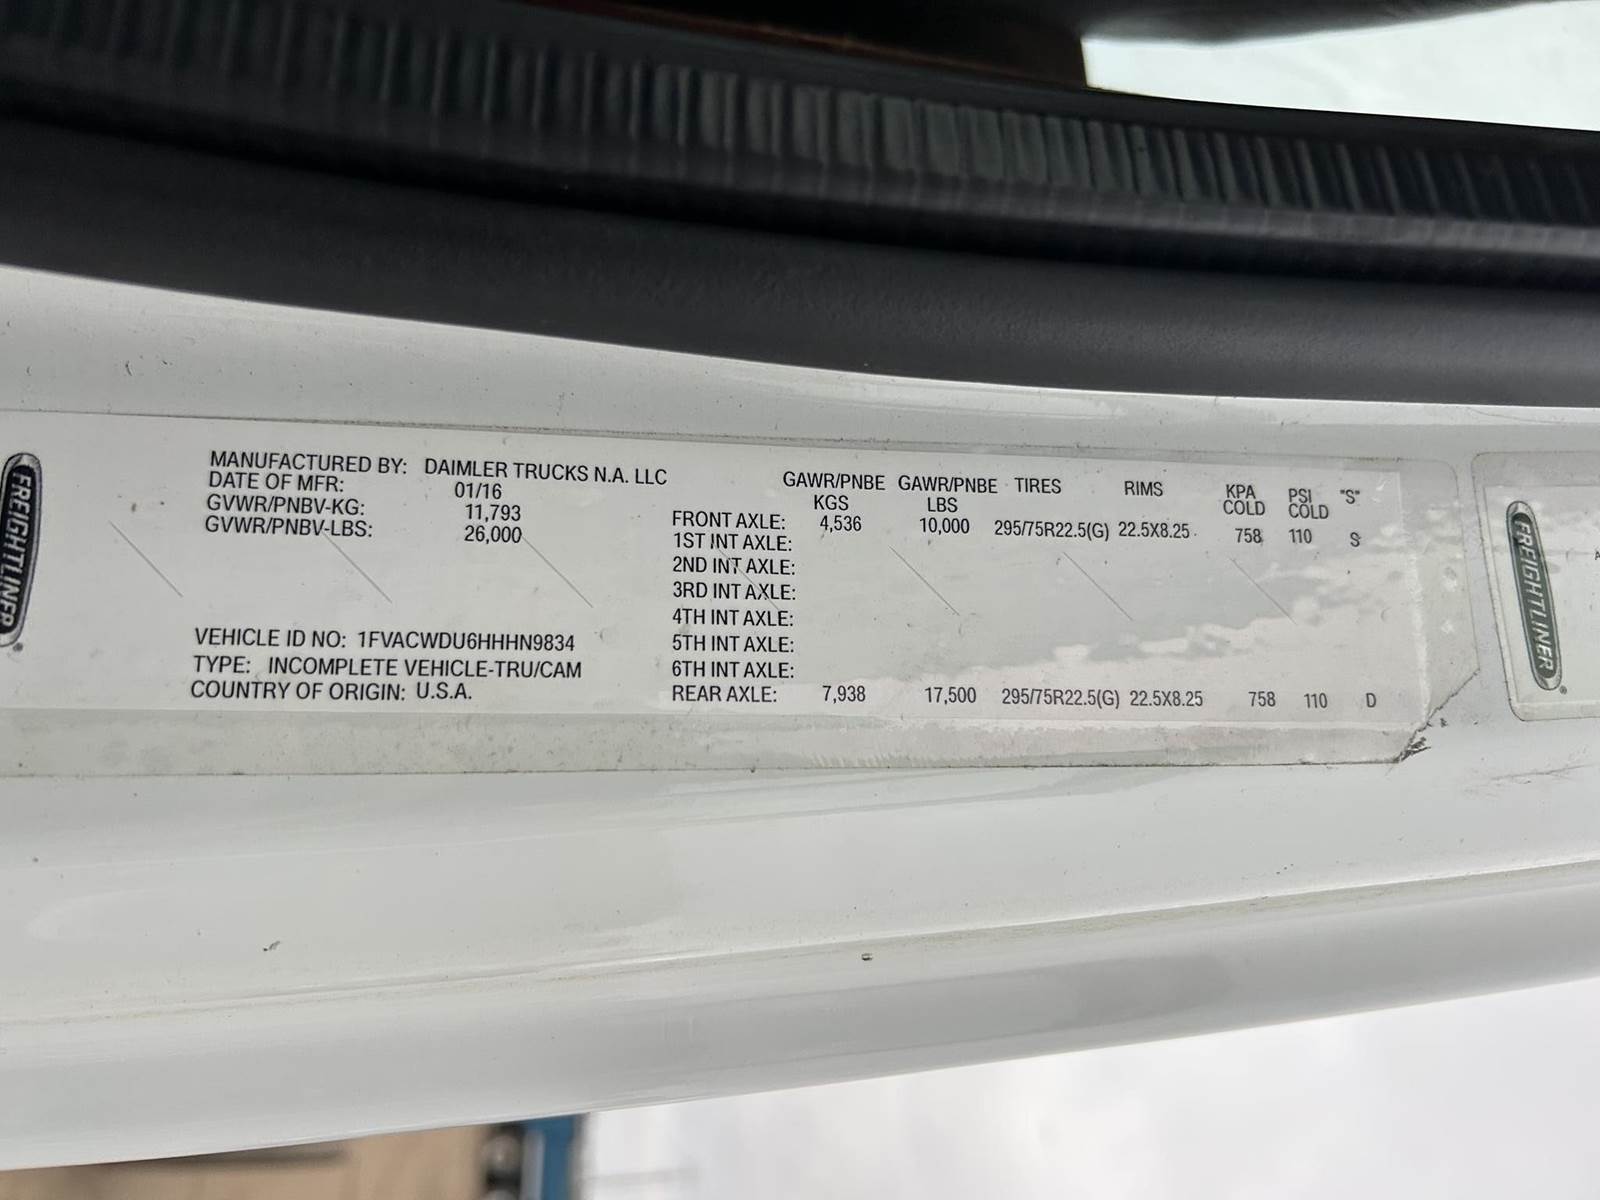 FREIGHTLINER
MANUFACTURED BY: DAIMLER TRUCKS N.A. LLC
DATE OF MFR: 01/16
GVWR/PNBV-KG: 11,793
GVWR/PNBV-LBS: 26,000
VEHICLE ID NO: 1FVACWDU6HHHN9834
TYPE: INCOMPLETE VEHICLE-TRU/CAM
COUNTRY OF ORIGIN: U.S.A.
GAWR/PNBE KGS GAWR/PNBE LBS TIRES RIMS KPA COLD PSI COLD "S"
FRONT AXLE: 4,536 10,000 295/75R22.5(G) 22.5X8.25 758 110 S
1ST INT AXLE:
2ND INT AXLE:
3RD INT AXLE:
4TH INT AXLE:
5TH INT AXLE:
6TH INT AXLE:
REAR AXLE: 7,938 17,500 295/75R22.5(G) 22.5X8.25 758 110 D
FREIGHTLINER